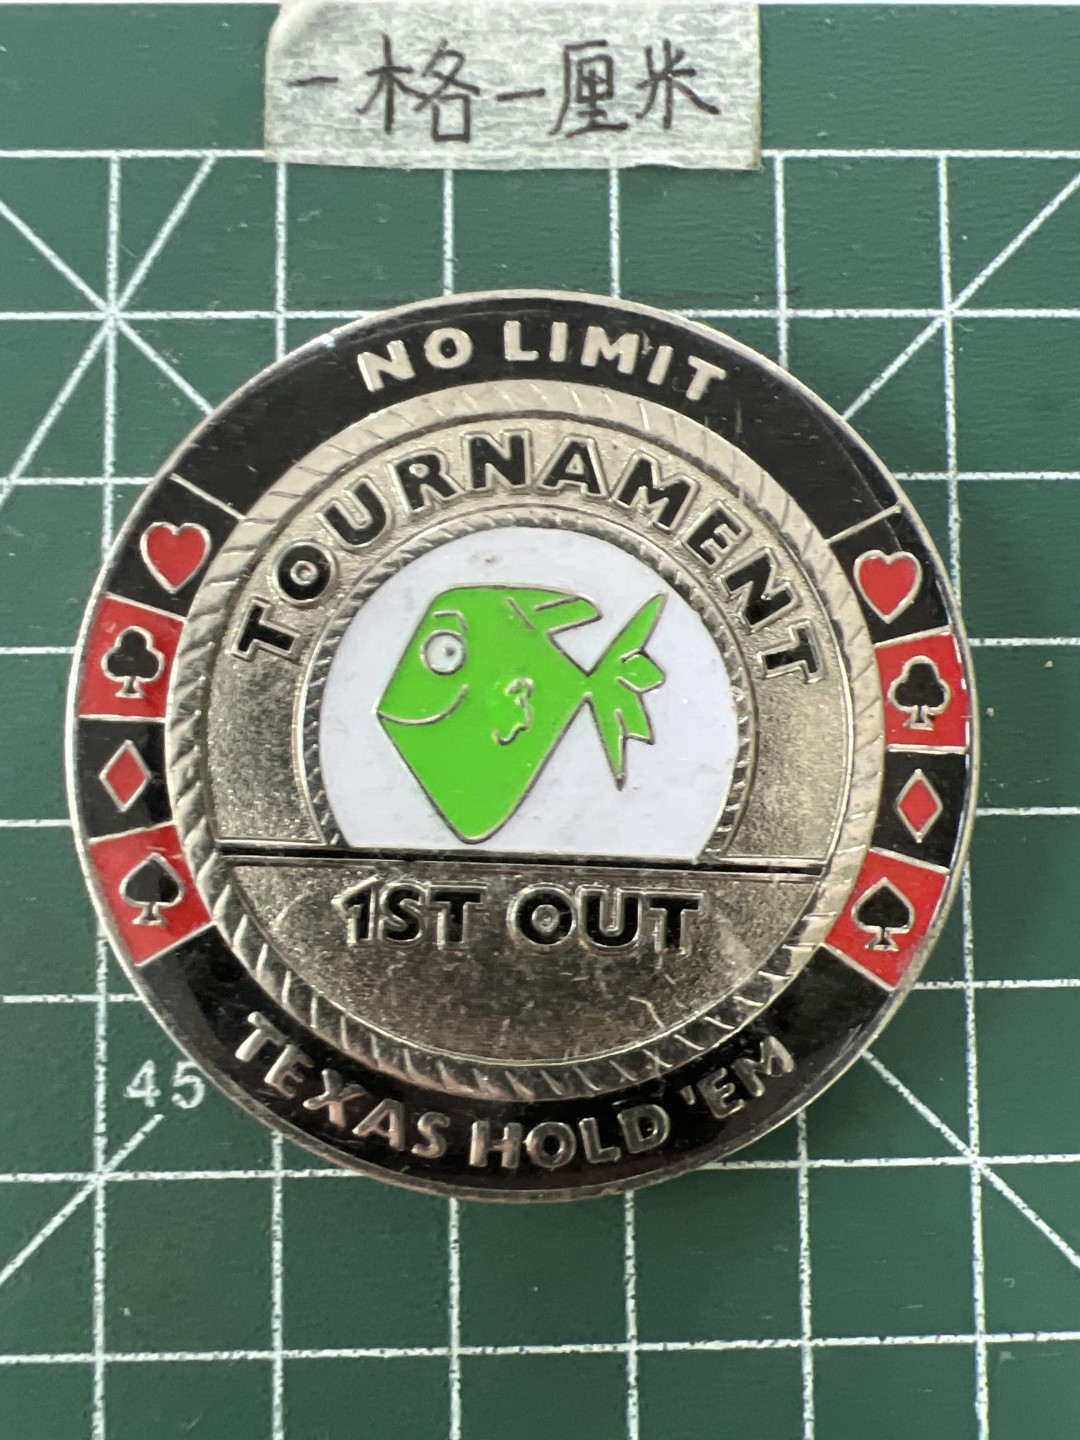 一格一厘米
NO LIMIT
TOURNAMENT
1ST OUT
TEXAS HOLD 'EM
45